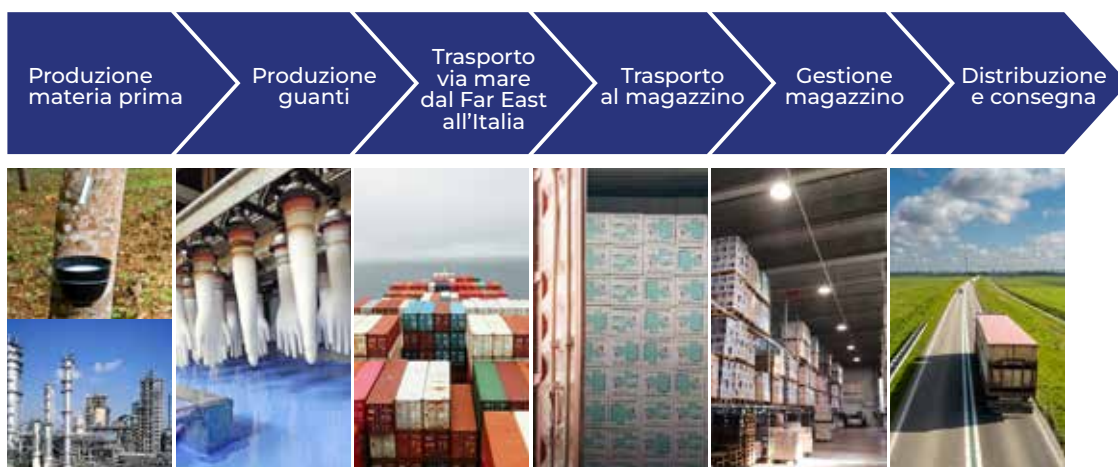 Produzione
materia prima
Produzione
guanti
Trasporto
via mare
dal Far East
all'Italia
Trasporto
al magazzino
Gestione
magazzino
Distribuzione
e consegna